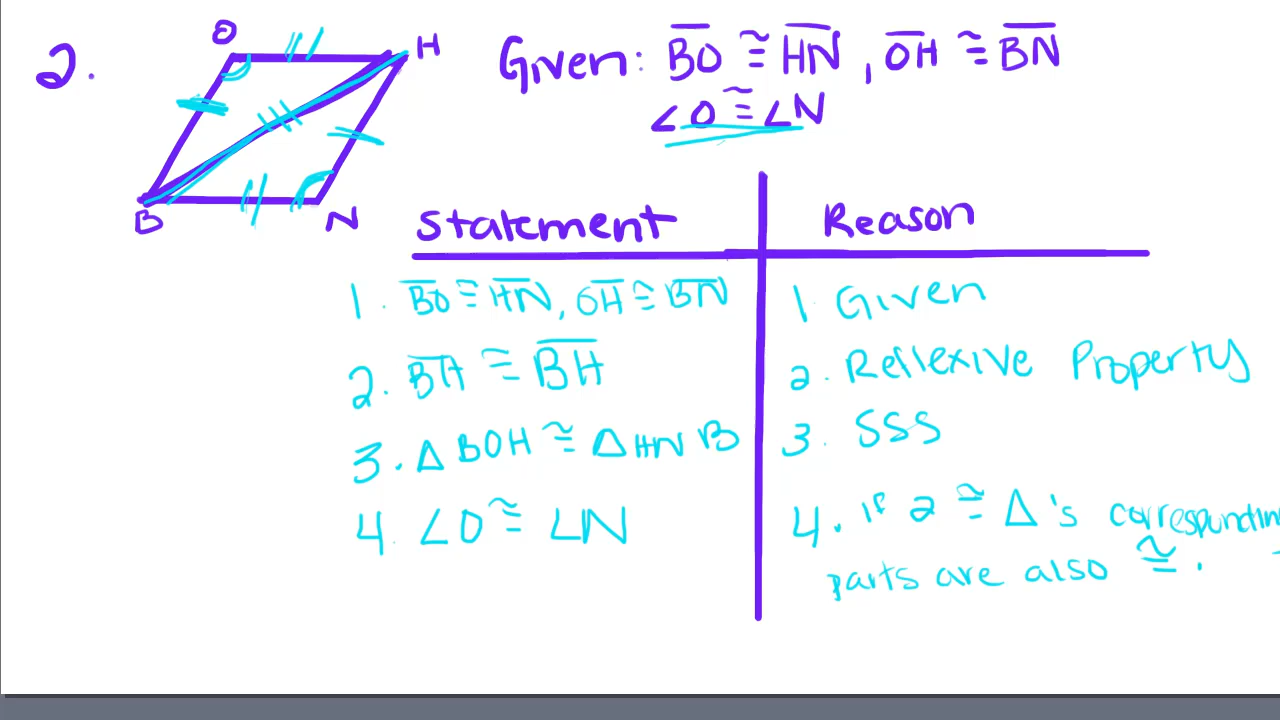 2.
O
H
B
N
Given: BO ≅ HN, OH ≅ BN
∠O ≅ ∠N
Statement
Reason
1. BO ≅ HN, OH ≅ BN
1. Given
2. BH ≅ BH
2. Reflexive Property
3. △BOH ≅ △HNB
3. SSS
4. ∠O ≅ ∠N
4. If 2 ≅ △'s corresponding
parts are also ≅.